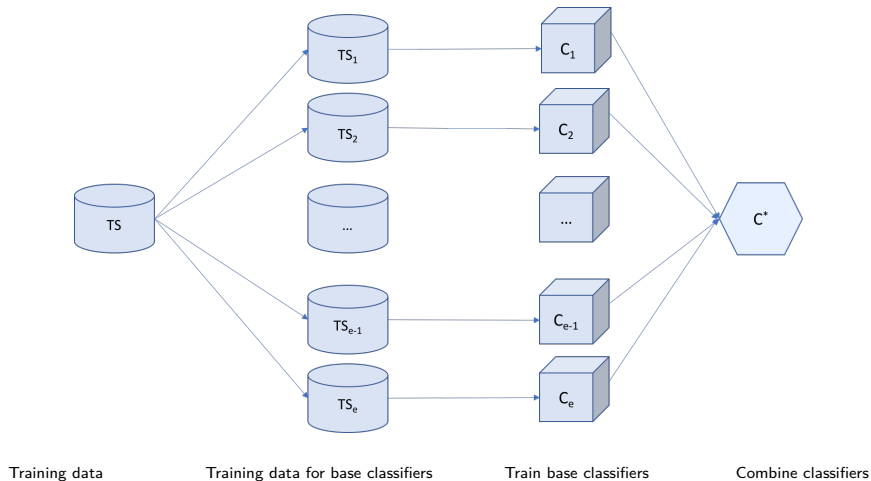 TS₁
C₁
TS₂
C₂
TS
...
...
C*
TSₑ₋₁
Cₑ₋₁
TSₑ
Cₑ
Training data
Training data for base classifiers
Train base classifiers
Combine classifiers